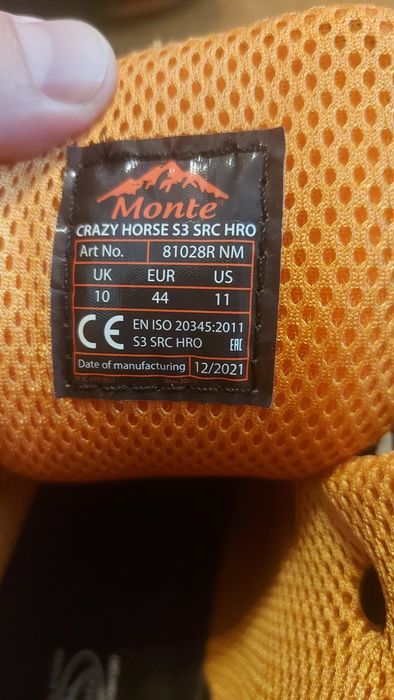 Monte®
CRAZY HORSE S3 SRC HRO
Art No. 81028R NM
UK EUR US
10 44 11
CE EN ISO 20345:2011
S3 SRC HRO EAC
Date of manufacturing 12/2021